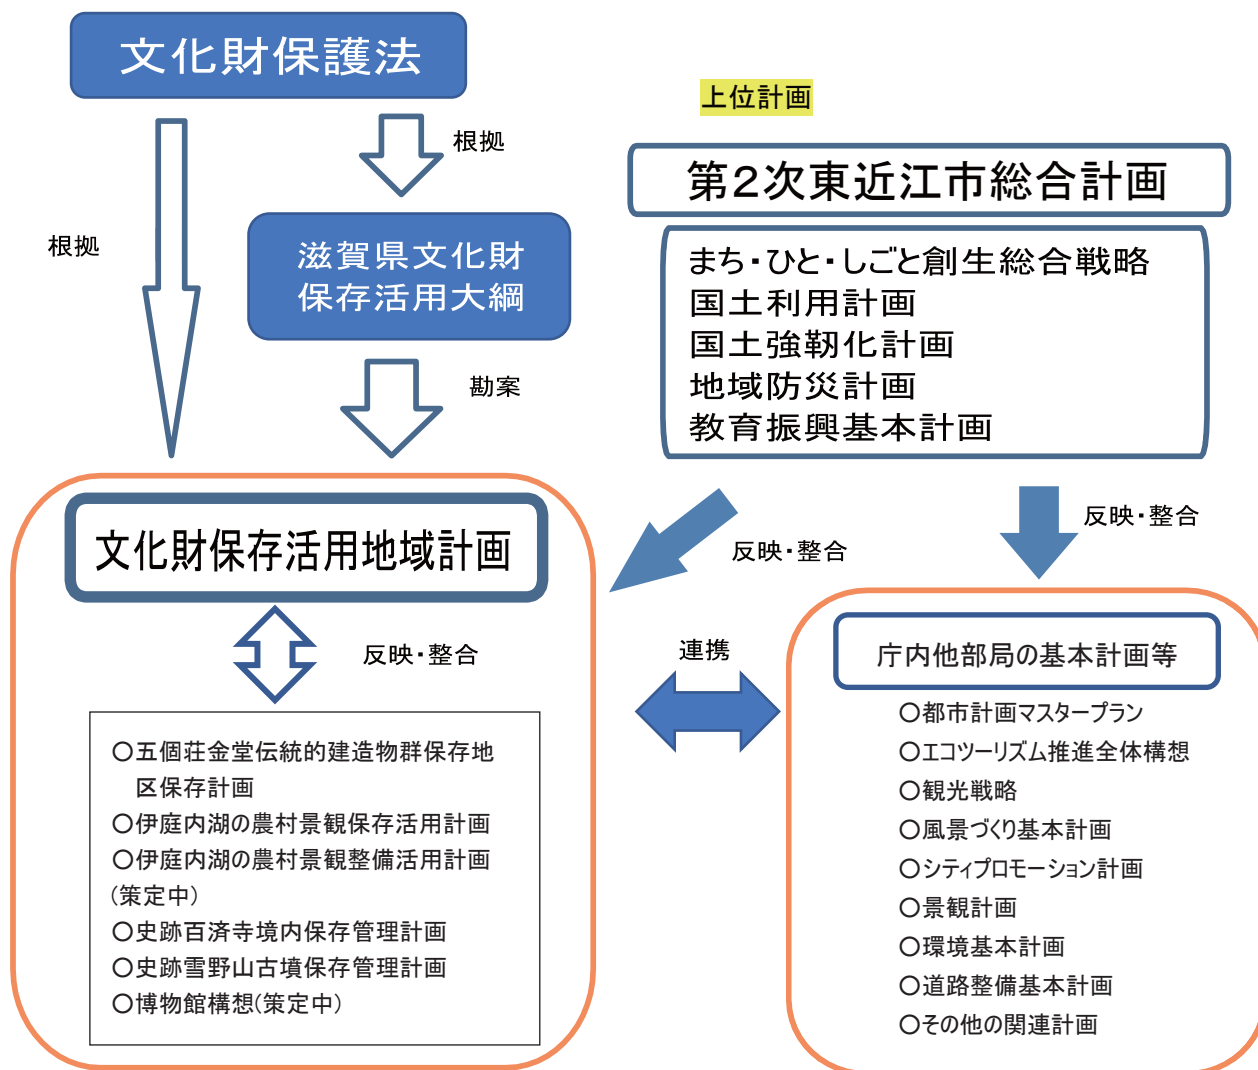 文化財保護法
根拠
根拠
滋賀県文化財
保存活用大綱
勘案
上位計画
第2次東近江市総合計画
まち・ひと・しごと創生総合戦略
国土利用計画
国土強靭化計画
地域防災計画
教育振興基本計画
反映・整合
反映・整合
文化財保存活用地域計画
反映・整合
○五個荘金堂伝統的建造物群保存地
区保存計画
○伊庭内湖の農村景観保存活用計画
○伊庭内湖の農村景観整備活用計画
(策定中)
○史跡百済寺境内保存管理計画
○史跡雪野山古墳保存管理計画
○博物館構想(策定中)
連携
庁内他部局の基本計画等
○都市計画マスタープラン
○エコツーリズム推進全体構想
○観光戦略
○風景づくり基本計画
○シティプロモーション計画
○景観計画
○環境基本計画
○道路整備基本計画
○その他の関連計画